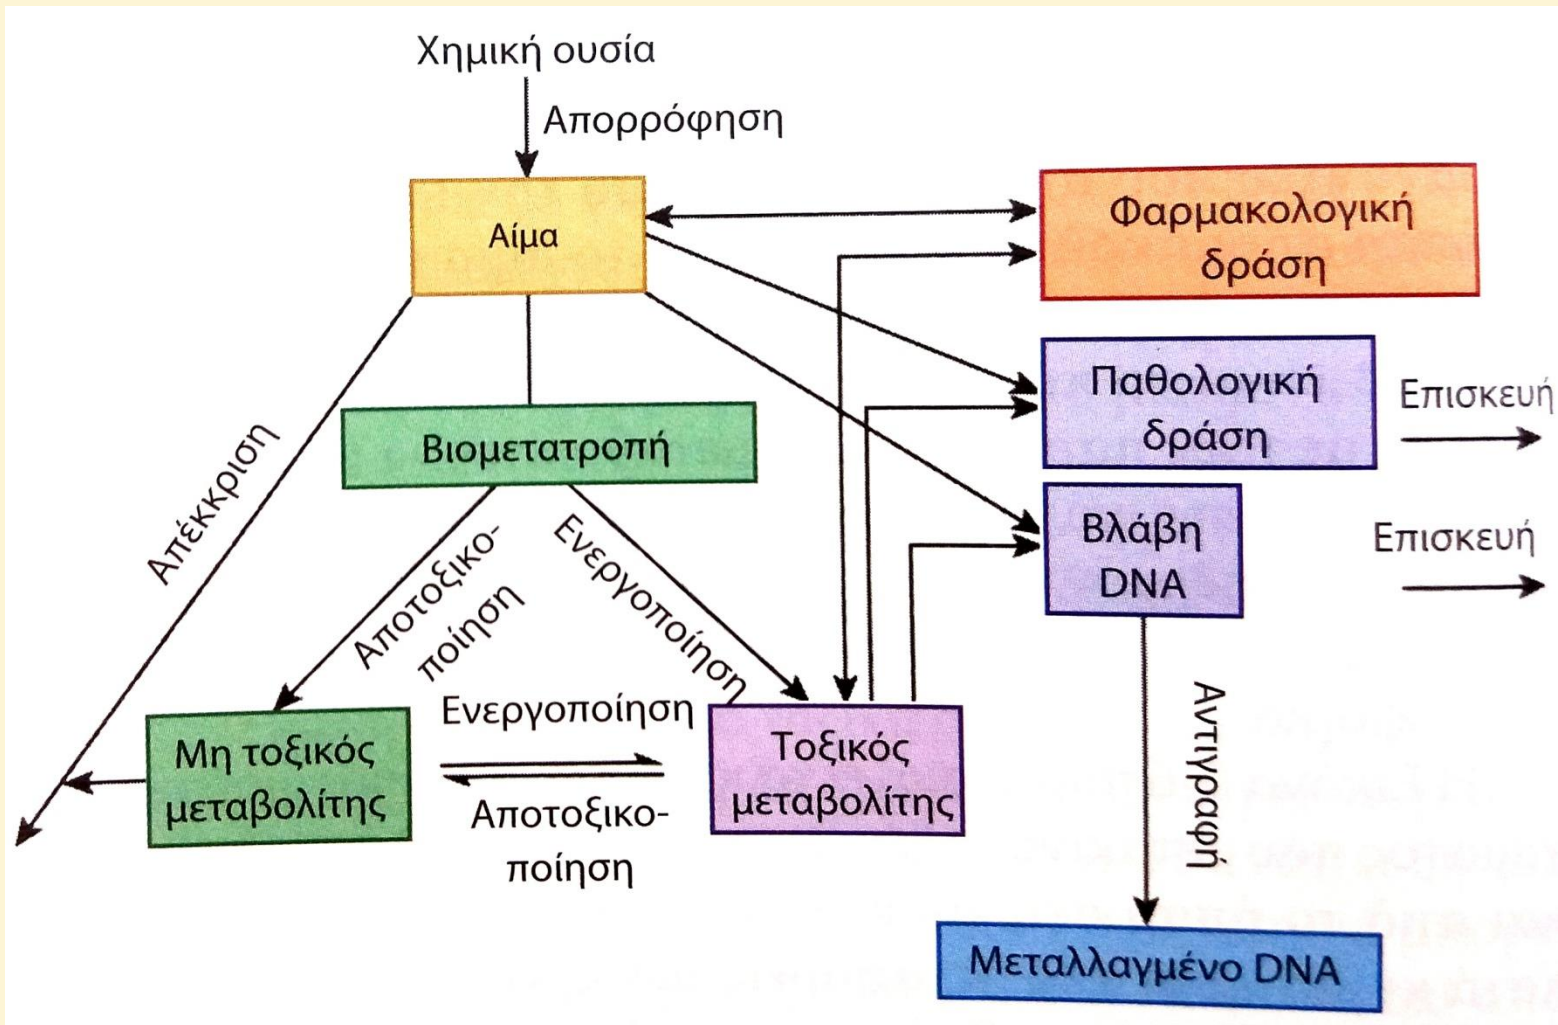 Χημική ουσία
Απορρόφηση
Αίμα
Φαρμακολογική
δράση
Παθολογική
δράση
Επισκευή
Βιομετατροπή
Βλάβη
DNA
Επισκευή
Απέκκριση
Αποτοξικο-
ποίηση
Ενεργοποίηση
Μη τοξικός
μεταβολίτης
Ενεργοποίηση
Αποτοξικο-
ποίηση
Τοξικός
μεταβολίτης
Αντιγραφή
Μεταλλαγμένο DNA